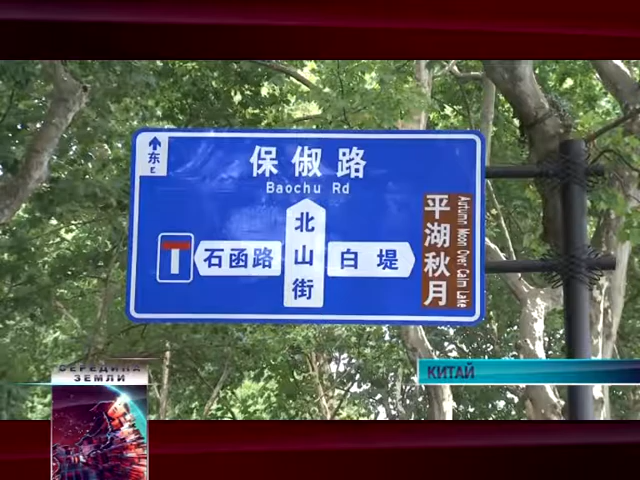 东
E
保俶路
Baochu Rd
北山街
石函路
白堤
平湖秋月
Autumn Moon Over Calm Lake
КИТАЙ
СЕРЕДИНА
ЗЕМЛИ